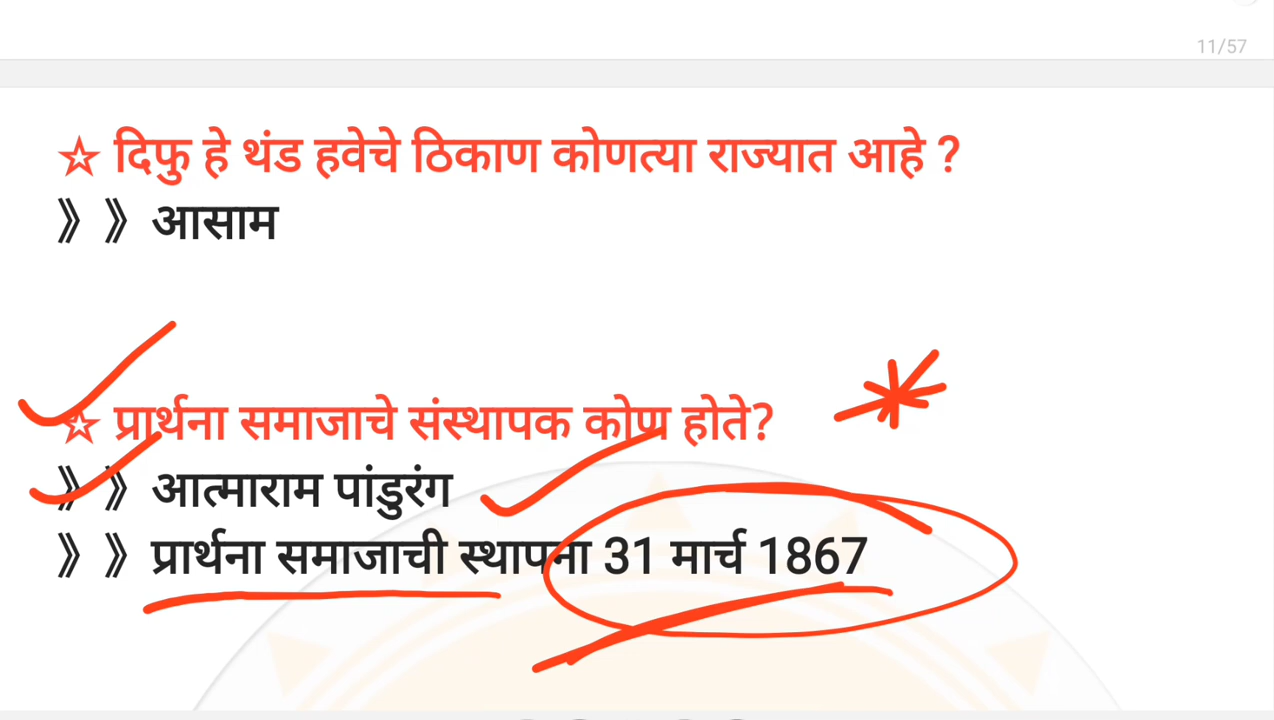 11/57
☆ दिफु हे थंड हवेचे ठिकाण कोणत्या राज्यात आहे ?
》 》 आसाम
☆ प्रार्थना समाजाचे संस्थापक कोण होते?
》 》 आत्माराम पांडुरंग
》 》 प्रार्थना समाजाची स्थापना 31 मार्च 1867